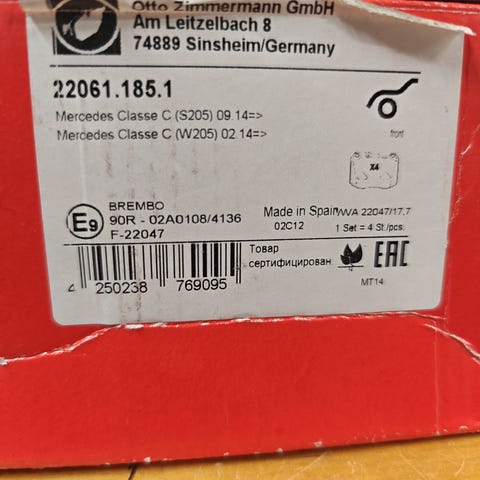 Otto Zimmermann GmbH
Am Leitzelbach 8
74889 Sinsheim/Germany
22061.185.1
Mercedes Classe C (S205) 09.14=>
Mercedes Classe C (W205) 02.14=>
front
X4
E9
BREMBO
90R - 02A0108/4136
F-22047
Made in Spain
WVA 22047/17,7
02C12
1 Set = 4 St./pcs.
Товар
сертифицирован
EAC
MT14
4 250238 769095